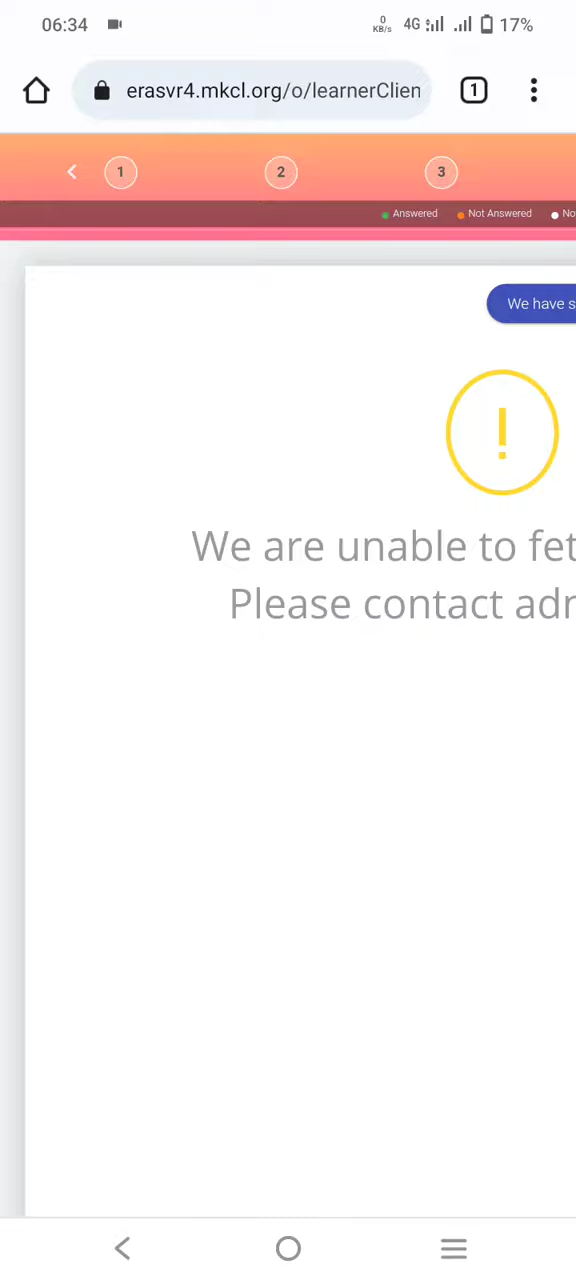 06:34 0 KB/s 4G 17%
erasvr4.mkcl.org/o/learnerClien 1
1 2 3
Answered Not Answered No
We have s
!
We are unable to fet
Please contact adr